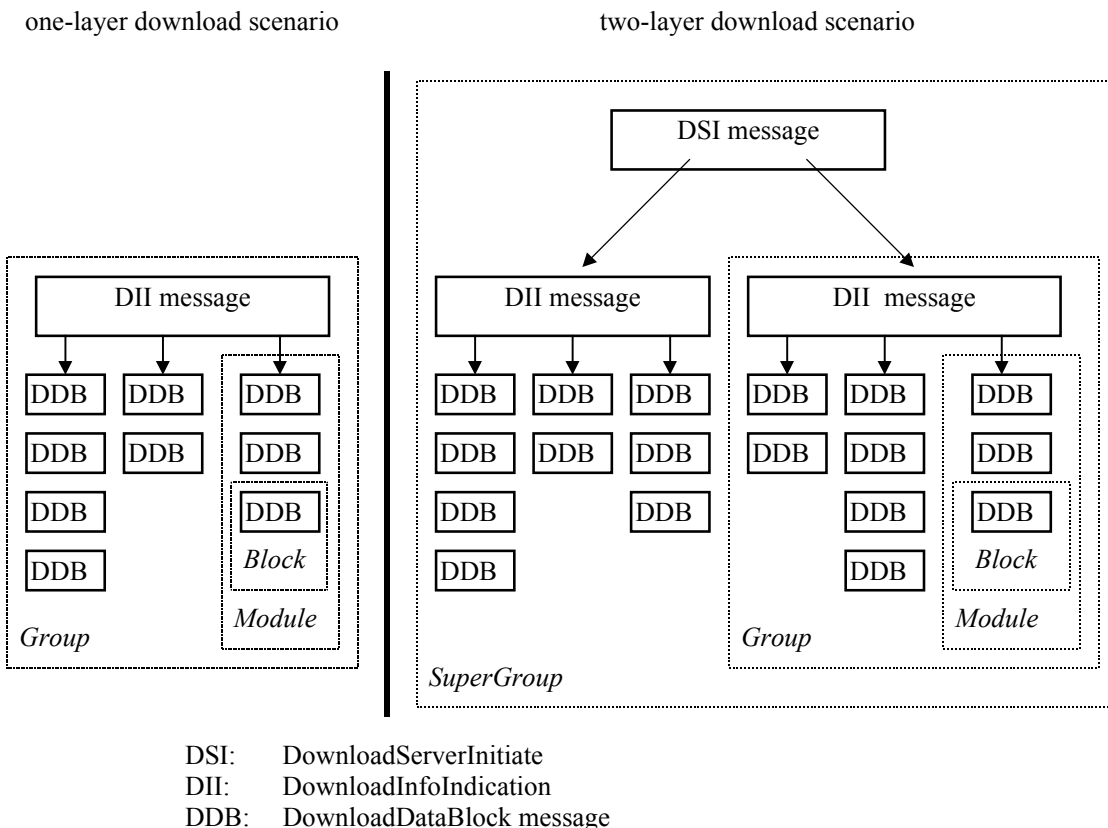 one-layer download scenario
two-layer download scenario
DSI message
DII message
DII message
DII message
DDB DDB DDB DDB DDB DDB DDB DDB DDB
DDB DDB DDB DDB DDB DDB DDB DDB DDB
DDB DDB DDB DDB DDB DDB
DDB Block DDB DDB Block
Group Module Group Module
SuperGroup
DSI: DownloadServerInitiate
DII: DownloadInfoIndication
DDB: DownloadDataBlock message